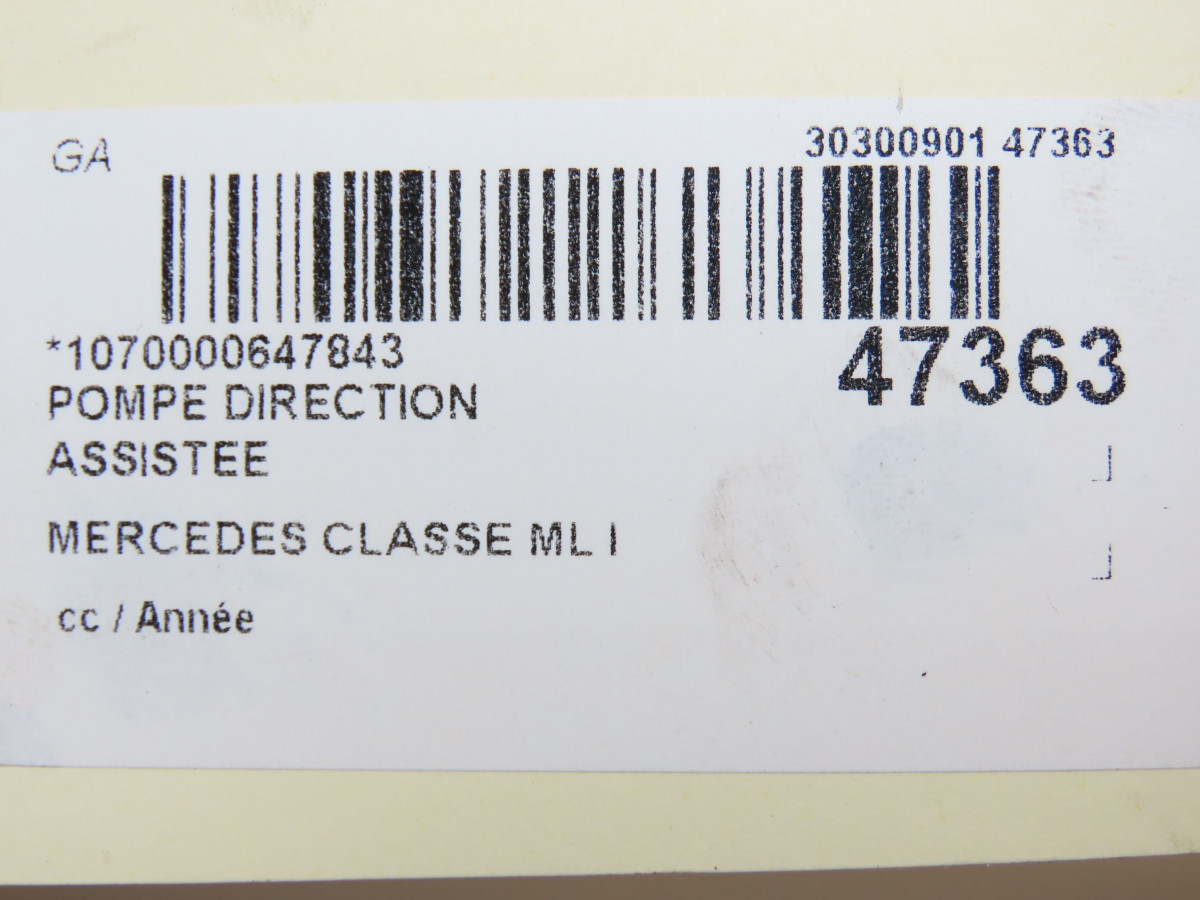 GA
30300901 47363
*1070000647843
47363
POMPE DIRECTION
ASSISTEE
MERCEDES CLASSE ML I
cc / Année